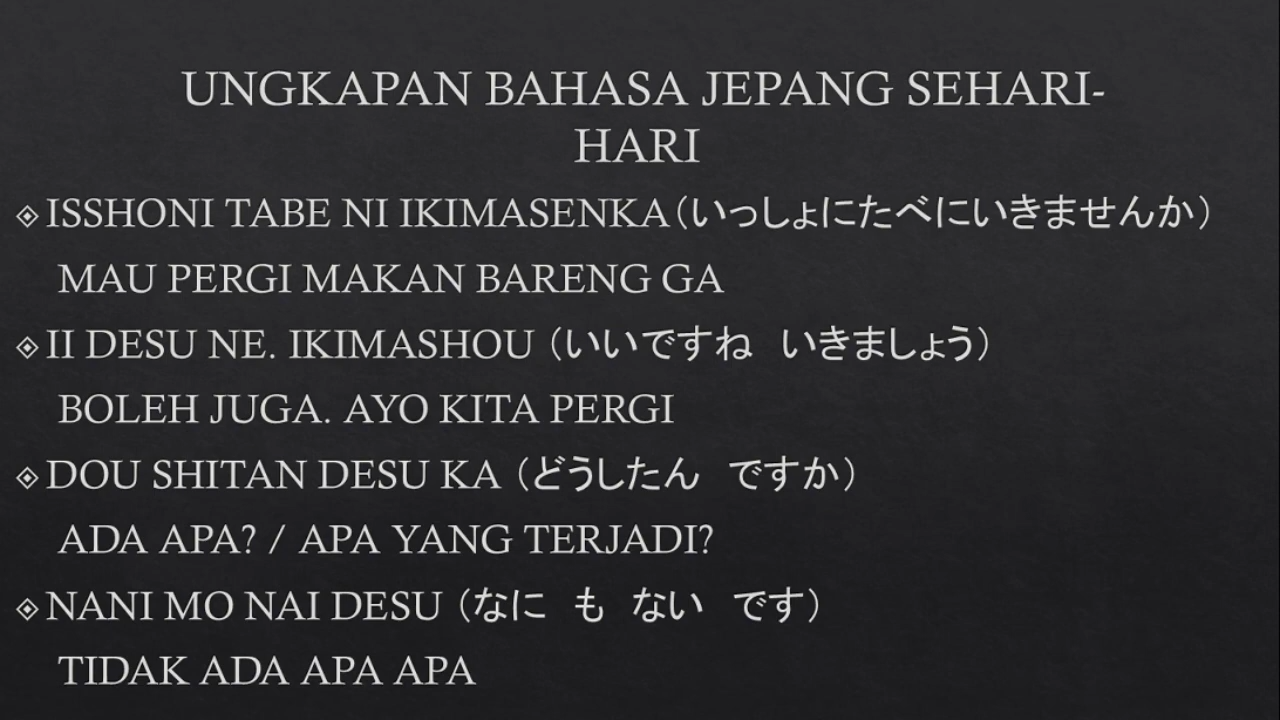 UNGKAPAN BAHASA JEPANG SEHARI-
HARI
ISSHONI TABE NI IKIMASENKA（いっしょにたべにいきませんか）
MAU PERGI MAKAN BARENG GA
II DESU NE. IKIMASHOU （いいですね　いきましょう）
BOLEH JUGA. AYO KITA PERGI
DOU SHITAN DESU KA （どうしたん　ですか）
ADA APA? / APA YANG TERJADI?
NANI MO NAI DESU （なに　も　ない　です）
TIDAK ADA APA APA